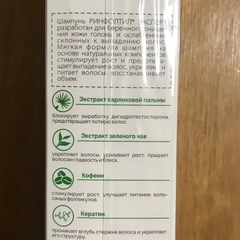 Шампунь РИНФОЛТИЛ® ЭКСПЕРТ
разработан для бережного очище-
ния кожи головы и ослабленных,
склонных к выпадению волос.
Мягкая формула шампуня на
основе натуральных компонентов
стимулирует рост и предотвра-
щает выпадение волос, укрепляет и
питает волосы восстанавливает
объем.
Экстракт карликовой пальмы
блокирует выработку дигидротестостерона,
предотвращает потерю волос.
Экстракт зеленого чая
укрепляет волосы, усиливает рост, придает
волосам гладкость и блеск.
Кофеин
стимулирует рост, улучшает питание воло-
сяных фолликулов.
Кератин
проникает вглубь стержня волоса и укрепляет
его структуру.